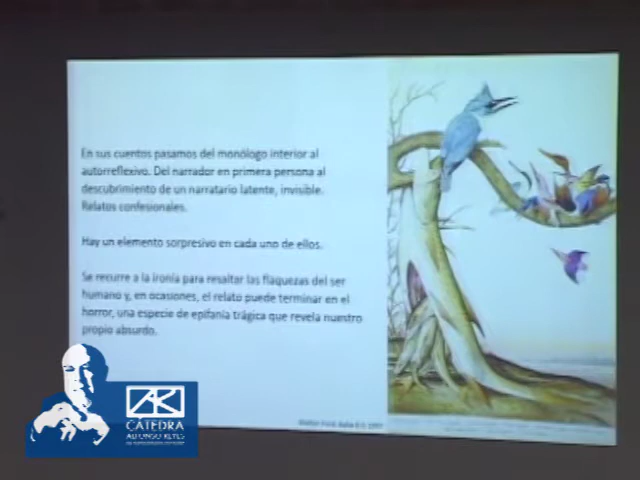 En sus cuentos pasamos del monólogo interior al
autorreflexivo. Del narrador en primera persona al
descubrimiento de un narratario latente, invisible.
Relatos confesionales.
Hay un elemento sorpresivo en cada uno de ellos.
Se recurre a la ironía para resaltar las flaquezas del ser
humano y, en ocasiones, el relato puede terminar en el
horror, una especie de epifanía trágica que revela nuestro
propio absurdo.
CÁTEDRA
ALFONSO REYES